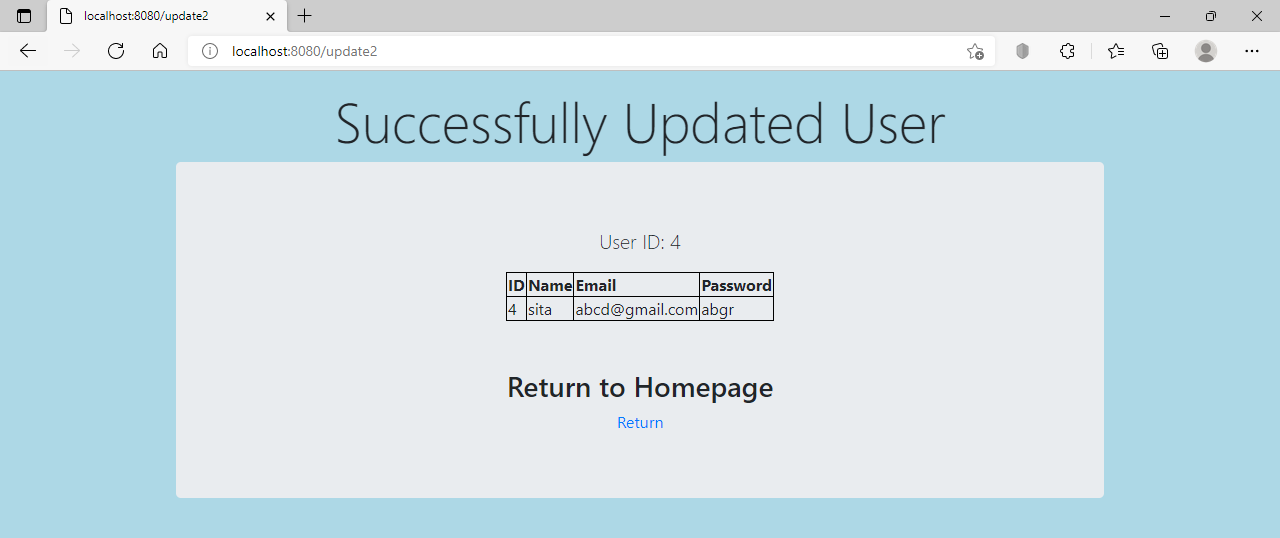 localhost:8080/update2
localhost:8080/update2
Successfully Updated User
User ID: 4
ID Name Email Password
4 sita abcd@gmail.com abgr
Return to Homepage
Return